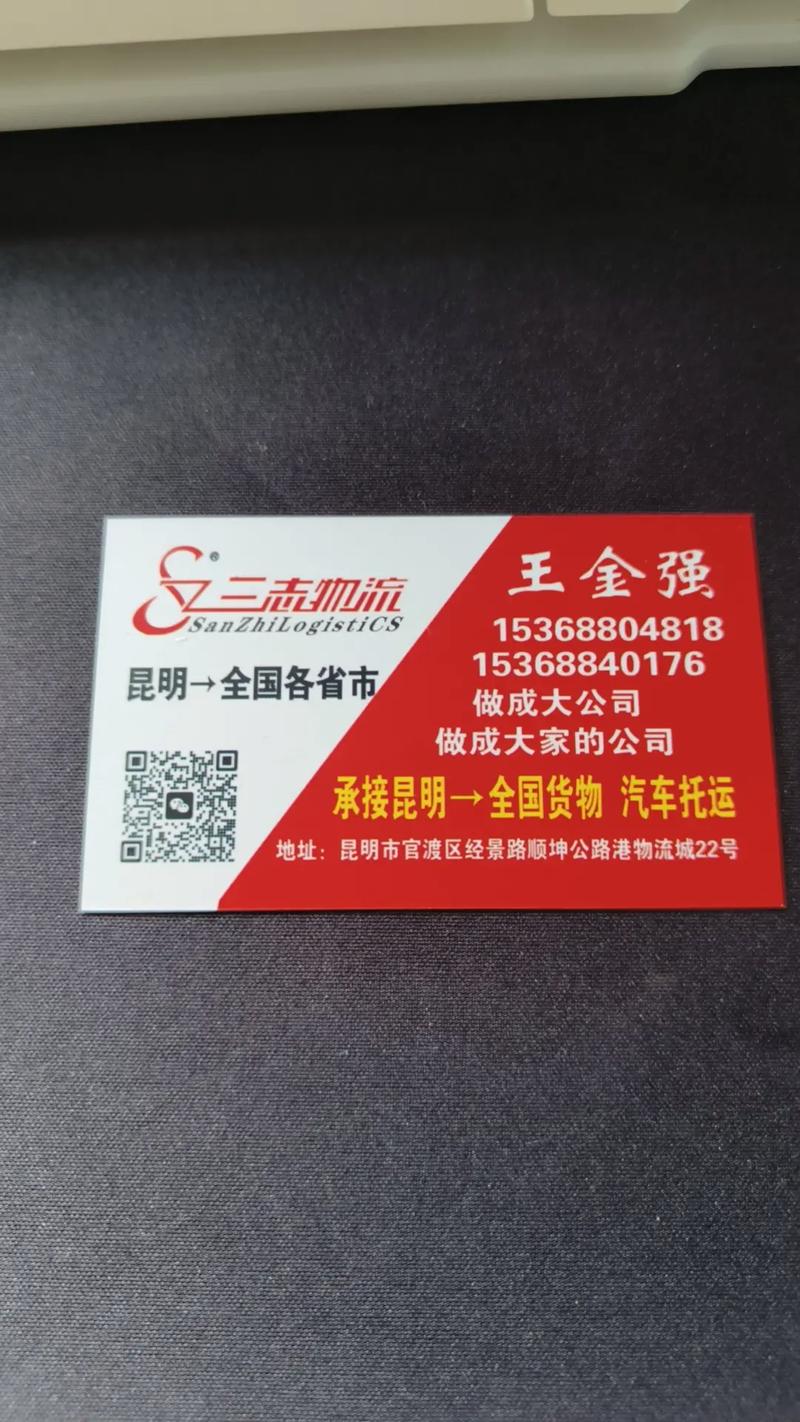 三志物流
SanZhiLogistiCS
昆明→全国各省市
王金强
15368804818
15368840176
做成大公司
做成大家的公司
承接昆明→全国货物 汽车托运
地址：昆明市官渡区经景路顺坤公路港物流城22号